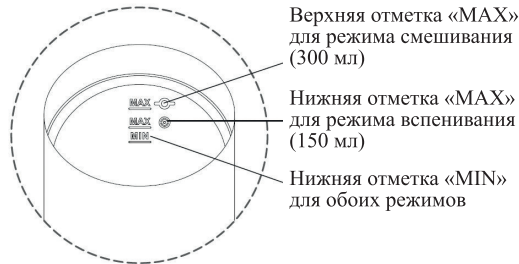 Верхняя отметка «MAX»
для режима смешивания
(300 мл)
MAX
MAX
MIN
Нижняя отметка «MAX»
для режима вспенивания
(150 мл)
Нижняя отметка «MIN»
для обоих режимов